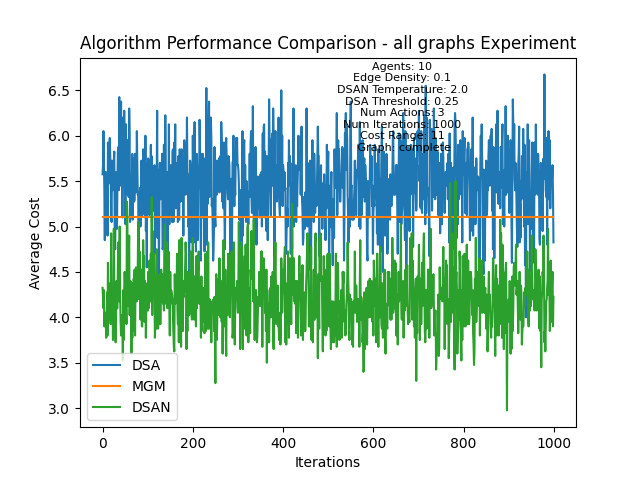 Algorithm Performance Comparison - all graphs Experiment
Agents: 10
Edge Density: 0.1
DSAN Temperature: 2.0
DSA Threshold: 0.25
Num Actions: 3
Num Iterations: 1000
Cost Range: 11
Graph: complete
6.5
6.0
5.5
5.0
4.5
4.0
3.5
3.0
Average Cost
DSA
MGM
DSAN
0
200
400
600
800
1000
Iterations